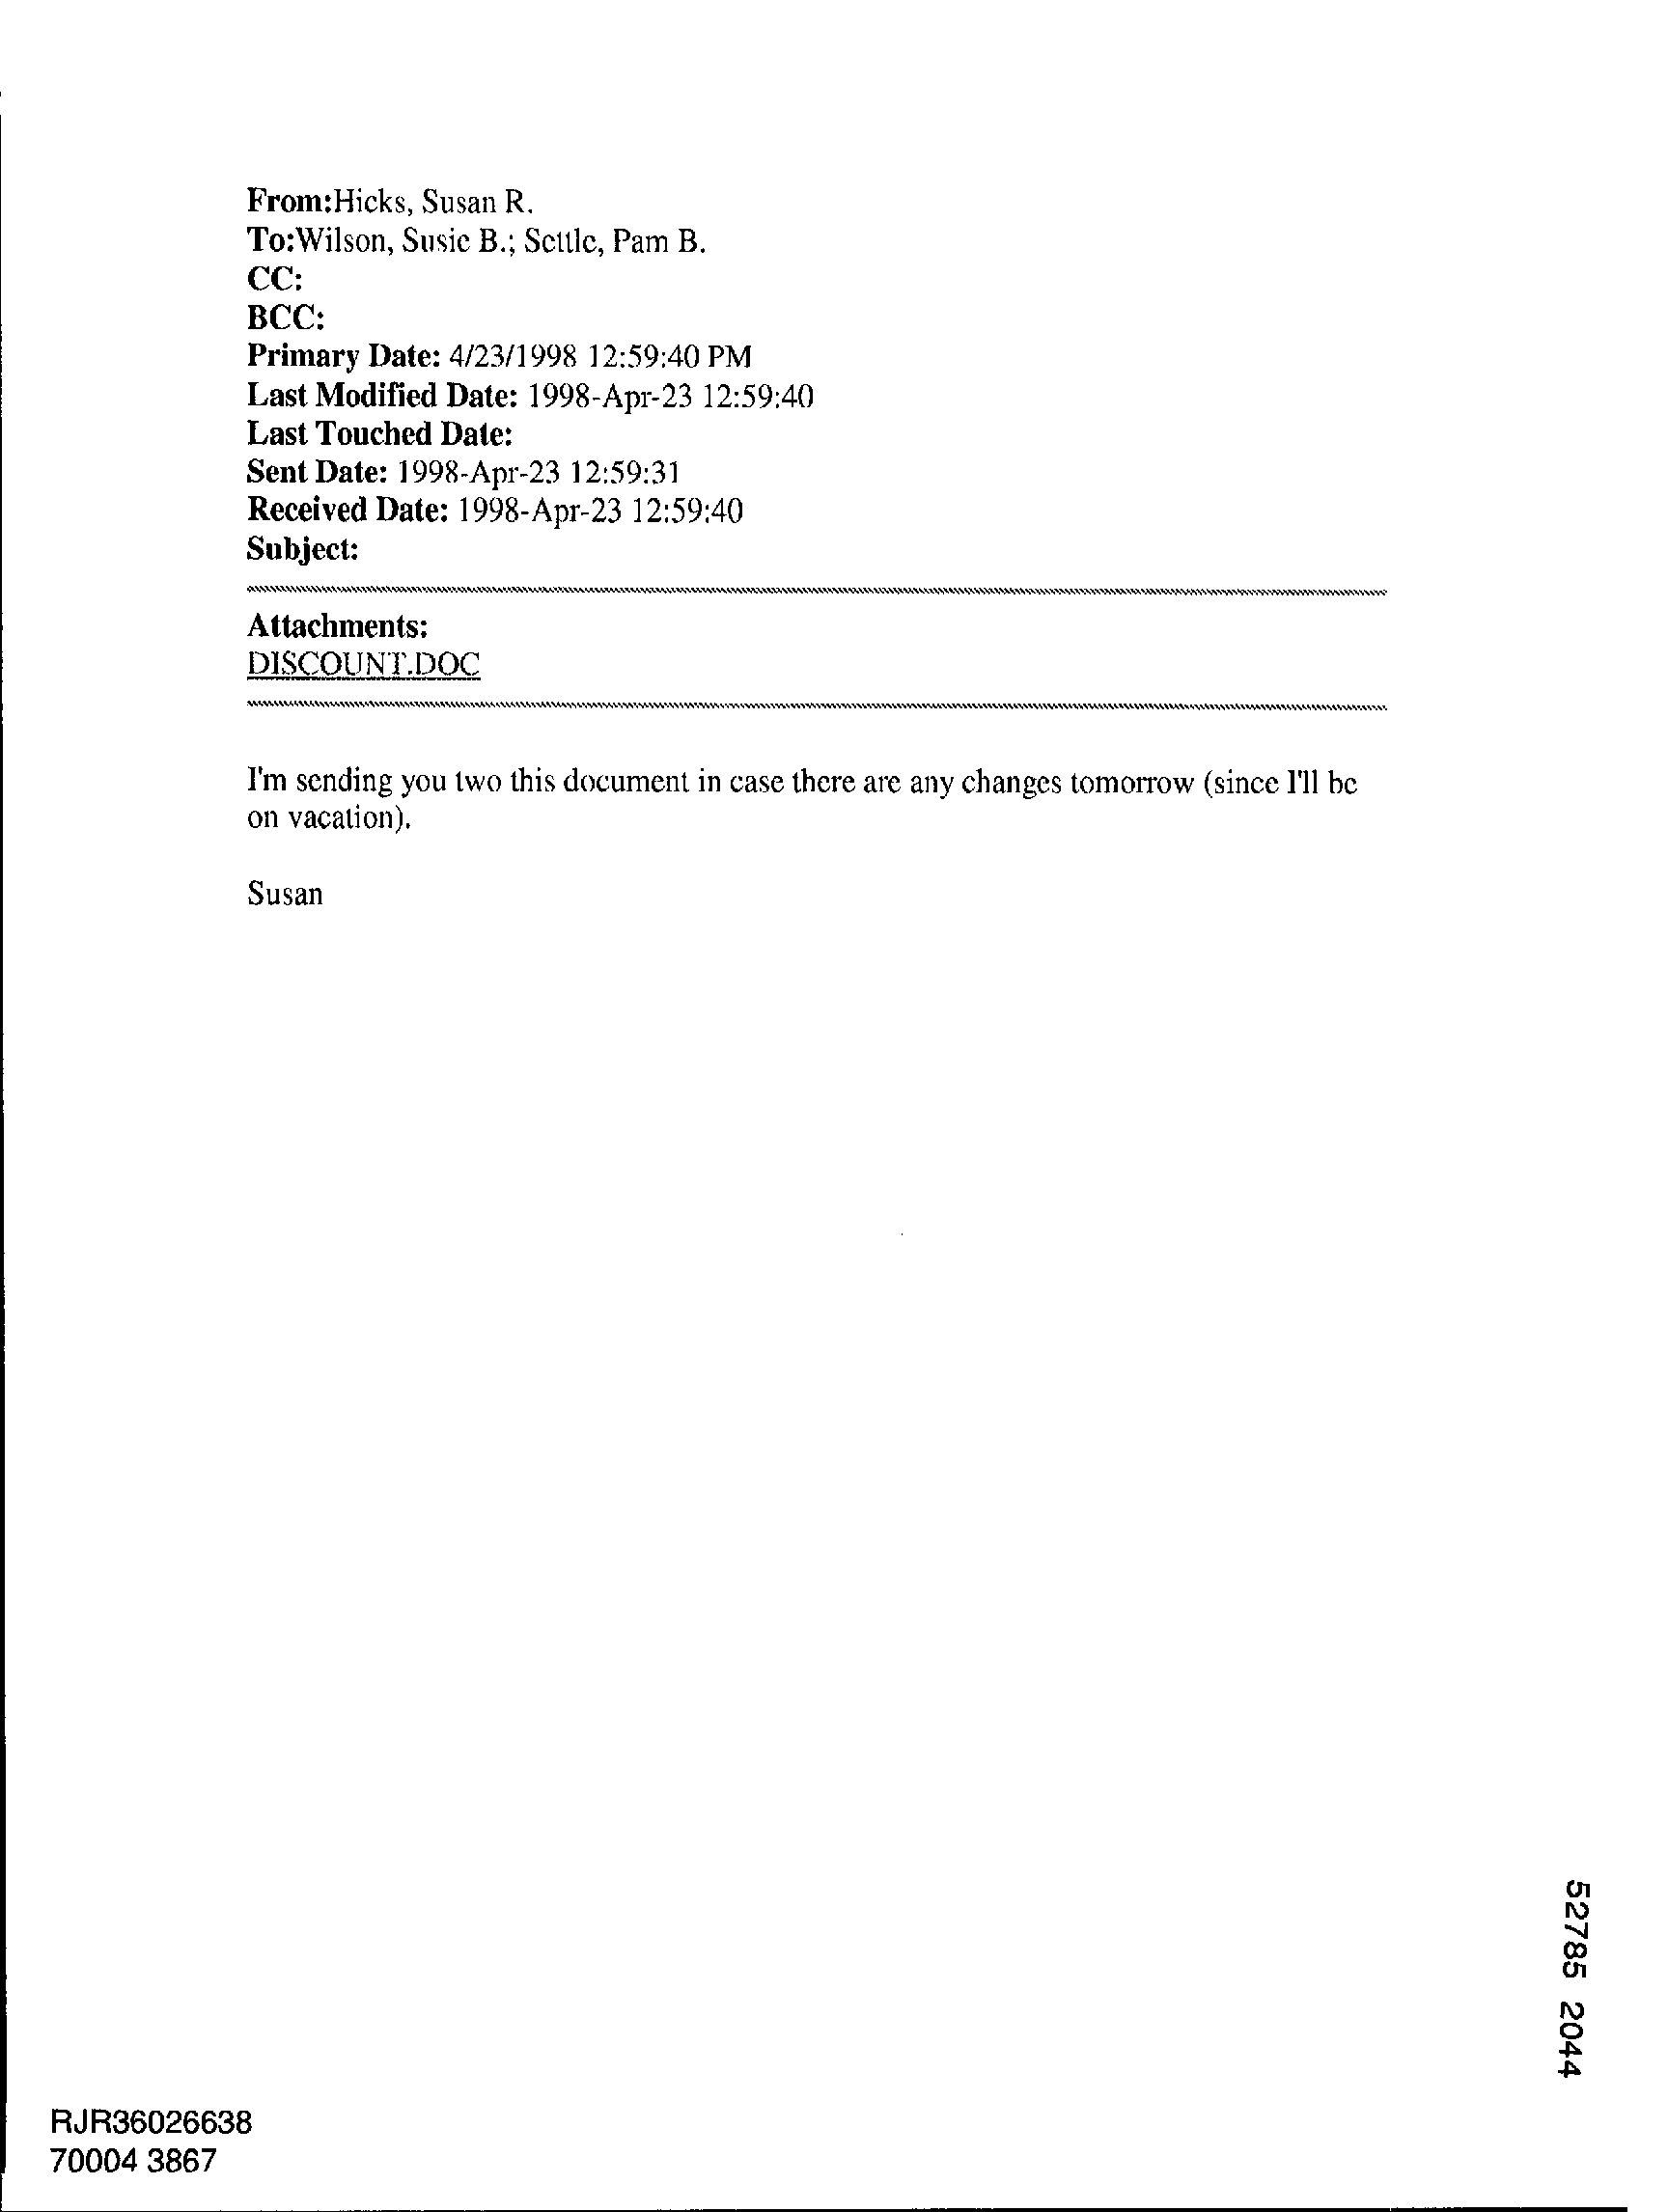 From:Hicks, Susan R.
To:Wilson, Susie B.; Settle, Pam B.
CC:
BCC:
Primary Date: 4/23/1998 12:59:40 PM
Last Modified Date: 1998-Apr-23 12:59:40
Last Touched Date:
Sent Date: 1998-Apr-23 12:59:31
Received Date: 1998-Apr-23 12:59:40
Subject:
Attachments:
DISCOUNT.DOC
I'm sending you two this document in case there are any changes tomorrow (since I'll be
on vacation).
Susan
52785 2044
RJR36026638
70004 3867